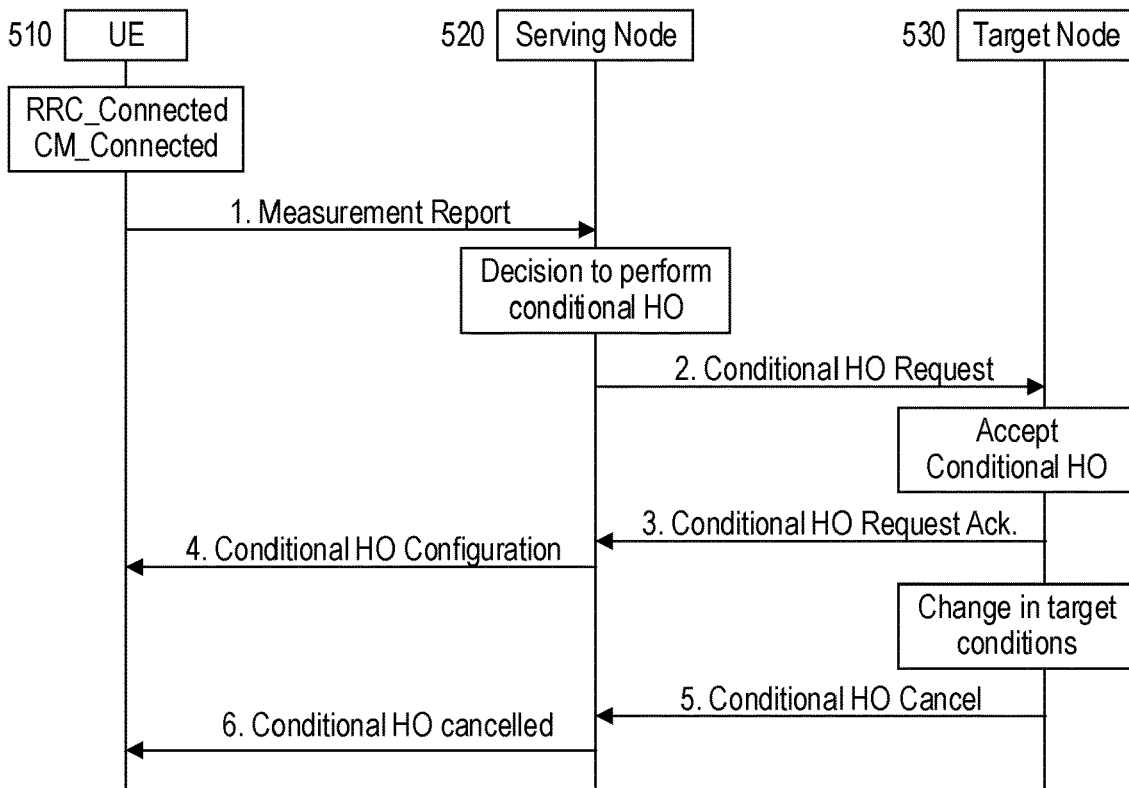 510 UE 520 Serving Node 530 Target Node
RRC_Connected
CM_Connected
1. Measurement Report
Decision to perform
conditional HO
2. Conditional HO Request
Accept
Conditional HO
3. Conditional HO Request Ack.
4. Conditional HO Configuration
Change in target
conditions
5. Conditional HO Cancel
6. Conditional HO cancelled